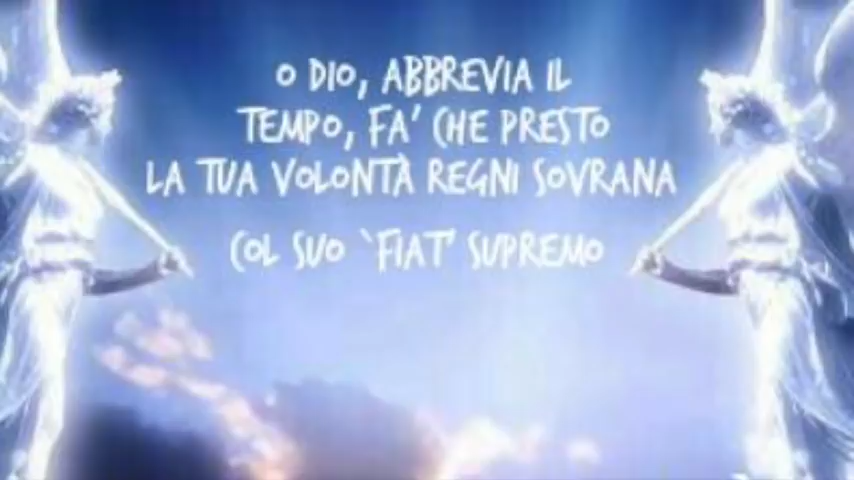 O DIO, ABBREVIA IL
TEMPO, FA' CHE PRESTO
LA TUA VOLONTÀ REGNI SOVRANA
COL SUO `FIAT' SUPREMO